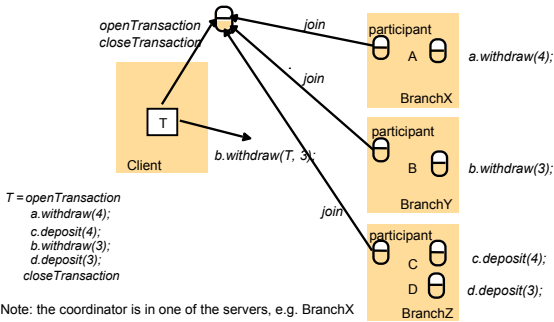 openTransaction
closeTransaction
join
participant
A
a.withdraw(4);
BranchX
join
T
Client
b.withdraw(T, 3);
participant
B
b.withdraw(3);
BranchY
join
T = openTransaction
a.withdraw(4);
c.deposit(4);
b.withdraw(3);
d.deposit(3);
closeTransaction
participant
C
c.deposit(4);
D
d.deposit(3);
BranchZ
Note: the coordinator is in one of the servers, e.g. BranchX